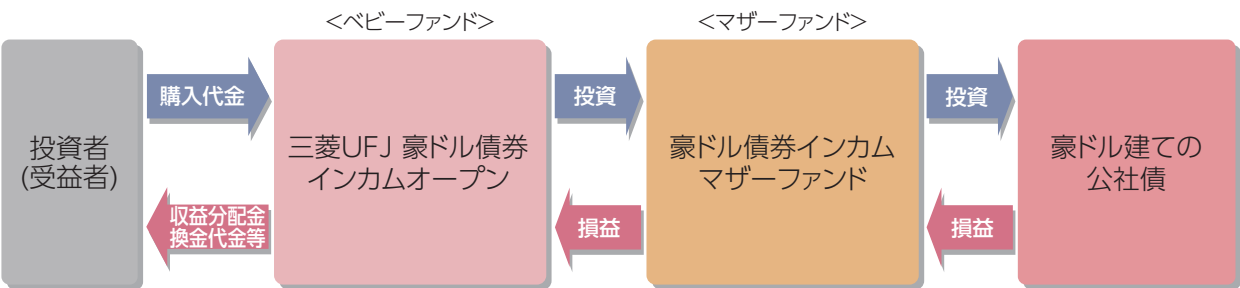 <ベビーファンド>
<マザーファンド>
投資者
(受益者)
購入代金
収益分配金
換金代金等
三菱UFJ 豪ドル債券
インカムオープン
投資
損益
豪ドル債券インカム
マザーファンド
投資
損益
豪ドル建ての
公社債